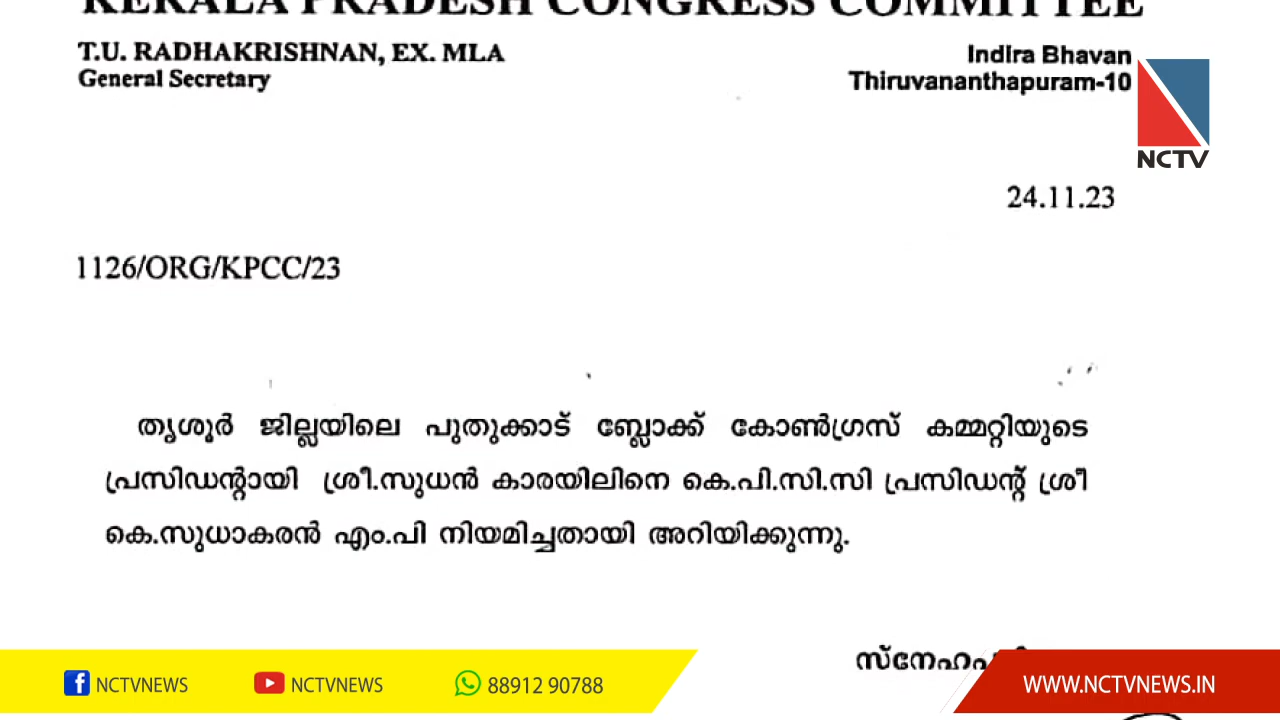 KERALA PRADESH CONGRESS COMMITTEE
T.U. RADHAKRISHNAN, EX. MLA
General Secretary
Indira Bhavan
Thiruvananthapuram-10
NCTV
24.11.23
1126/ORG/KPCC/23
തൃശൂർ ജില്ലയിലെ പുതുക്കാട് ബ്ലോക്ക് കോൺഗ്രസ് കമ്മറ്റിയുടെ
പ്രസിഡന്റായി ശ്രീ.സുധൻ കാരയിലിനെ കെ.പി.സി.സി പ്രസിഡന്റ് ശ്രീ
കെ.സുധാകരൻ എം.പി നിയമിച്ചതായി അറിയിക്കുന്നു.
NCTVNEWS
NCTVNEWS
88912 90788
WWW.NCTVNEWS.IN